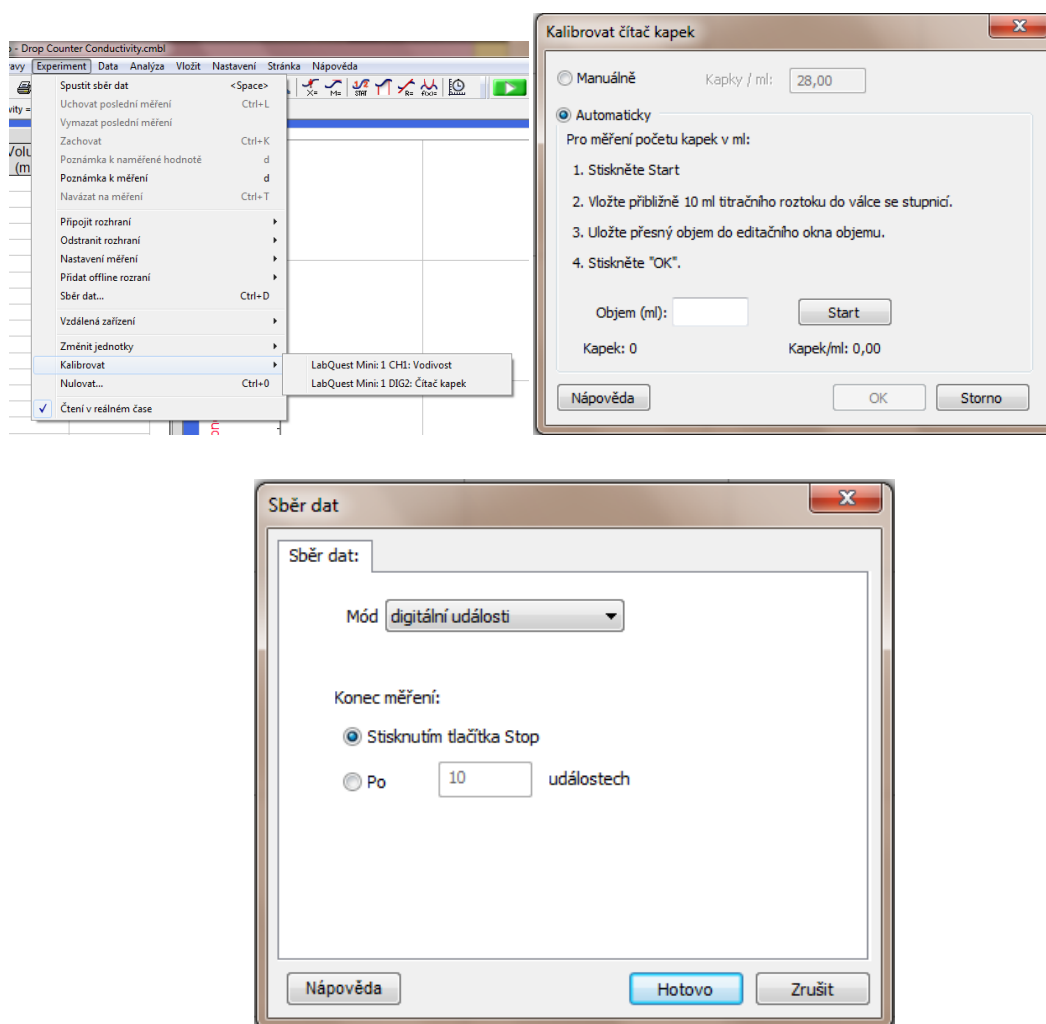 - Drop Counter Conductivity.cmbl
avy Experiment Data Analýza Vložit Nastavení Stránka Nápověda
Spustit sběr dat <Space>
Uchovat poslední měření Ctrl+L
vity =
Vymazat poslední měření
Zachovat Ctrl+K
Volu
(m
Poznámka k naměřené hodnotě d
Poznámka k měření d
Navázat na měření Ctrl+T
Připojit rozhraní
Odstranit rozhraní
Nastavení měření
Přidat offline rozraní
Sběr dat... Ctrl+D
Vzdálená zařízení
Změnit jednotky
Kalibrovat
LabQuest Mini: 1 CH1: Vodivost
LabQuest Mini: 1 DIG2: Čítač kapek
Nulovat... Ctrl+0
Čtení v reálném čase
Kalibrovat čítač kapek
Manuálně Kapky / ml: 28,00
Automaticky
Pro měření početu kapek v ml:
1. Stiskněte Start
2. Vložte přibližně 10 ml titračního roztoku do válce se stupnicí.
3. Uložte přesný objem do editačního okna objemu.
4. Stiskněte "OK".
Objem (ml): Start
Kapek: 0 Kapek/ml: 0,00
Nápověda OK Storno
Sběr dat
Sběr dat:
Mód digitální události
Konec měření:
Stisknutím tlačítka Stop
Po 10 událostech
Nápověda Hotovo Zrušit